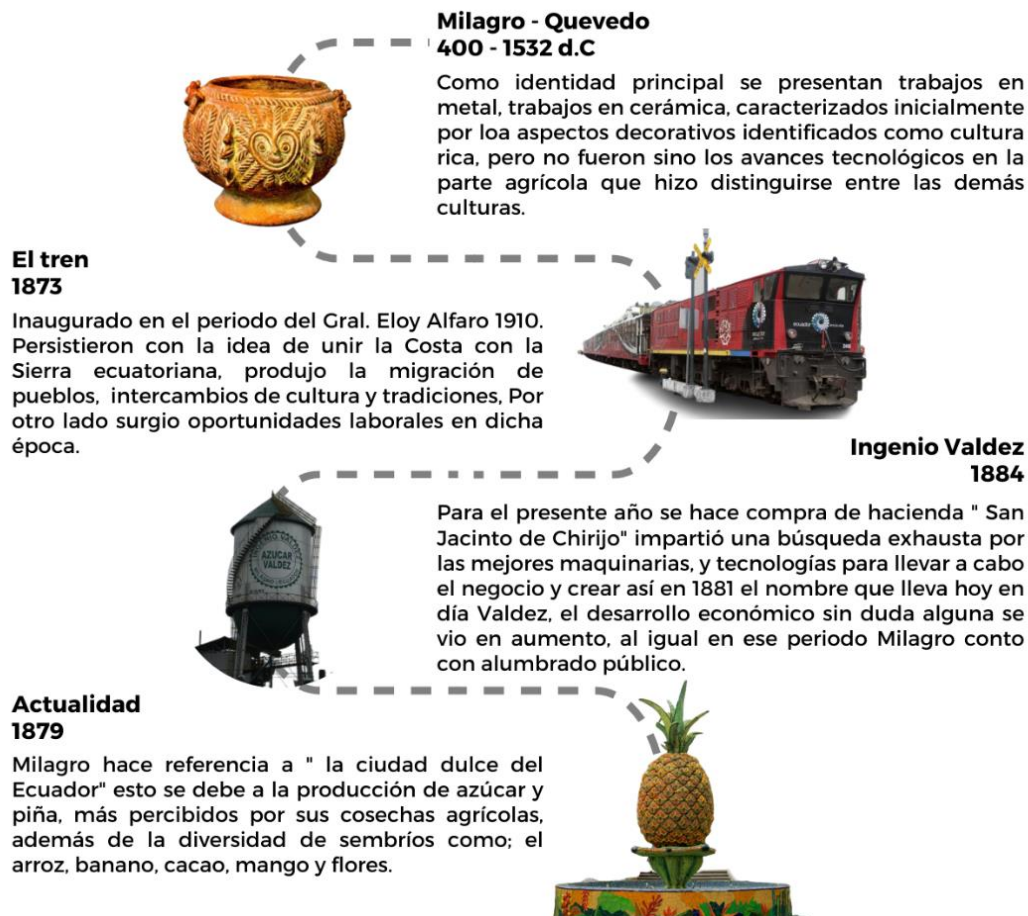 Milagro - Quevedo
400 - 1532 d.C
Como identidad principal se presentan trabajos en
metal, trabajos en cerámica, caracterizados inicialmente
por loa aspectos decorativos identificados como cultura
rica, pero no fueron sino los avances tecnológicos en la
parte agrícola que hizo distinguirse entre las demás
culturas.
El tren
1873
Inaugurado en el periodo del Gral. Eloy Alfaro 1910.
Persistieron con la idea de unir la Costa con la
Sierra ecuatoriana, produjo la migración de
pueblos, intercambios de cultura y tradiciones, Por
otro lado surgio oportunidades laborales en dicha
época.
Ingenio Valdez
1884
Para el presente año se hace compra de hacienda " San
Jacinto de Chirijo" impartió una búsqueda exhausta por
las mejores maquinarias, y tecnologías para llevar a cabo
el negocio y crear así en 1881 el nombre que lleva hoy en
día Valdez, el desarrollo económico sin duda alguna se
vio en aumento, al igual en ese periodo Milagro conto
con alumbrado público.
AZUCAR
VALDEZ
Actualidad
1879
Milagro hace referencia a " la ciudad dulce del
Ecuador" esto se debe a la producción de azúcar y
piña, más percibidos por sus cosechas agrícolas,
además de la diversidad de sembríos como; el
arroz, banano, cacao, mango y flores.